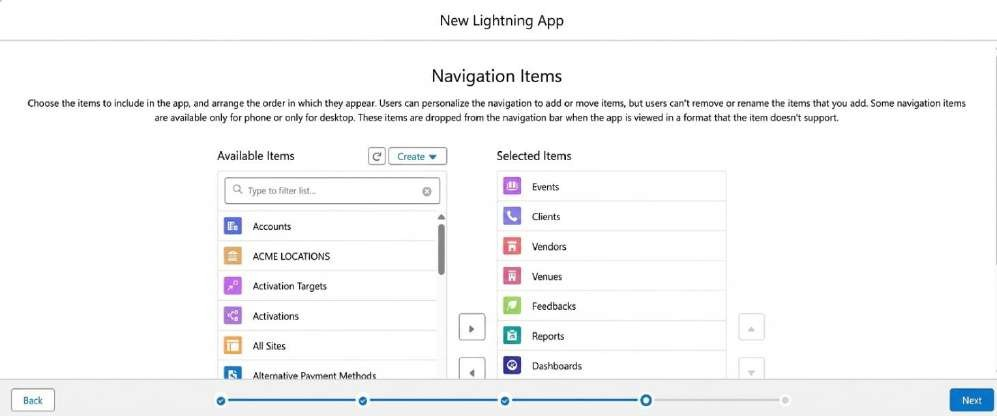 New Lightning App
Navigation Items
Choose the items to include in the app, and arrange the order in which they appear. Users can personalize the navigation to add or move items, but users can't remove or rename the items that you add. Some navigation items
are available only for phone or only for desktop. These items are dropped from the navigation bar when the app is viewed in a format that the item doesn't support.
Available Items
Create
Type to filter list...
Accounts
ACME LOCATIONS
Activation Targets
Activations
All Sites
Alternative Payment Methods
Selected Items
Events
Clients
Vendors
Venues
Feedbacks
Reports
Dashboards
Back
Next